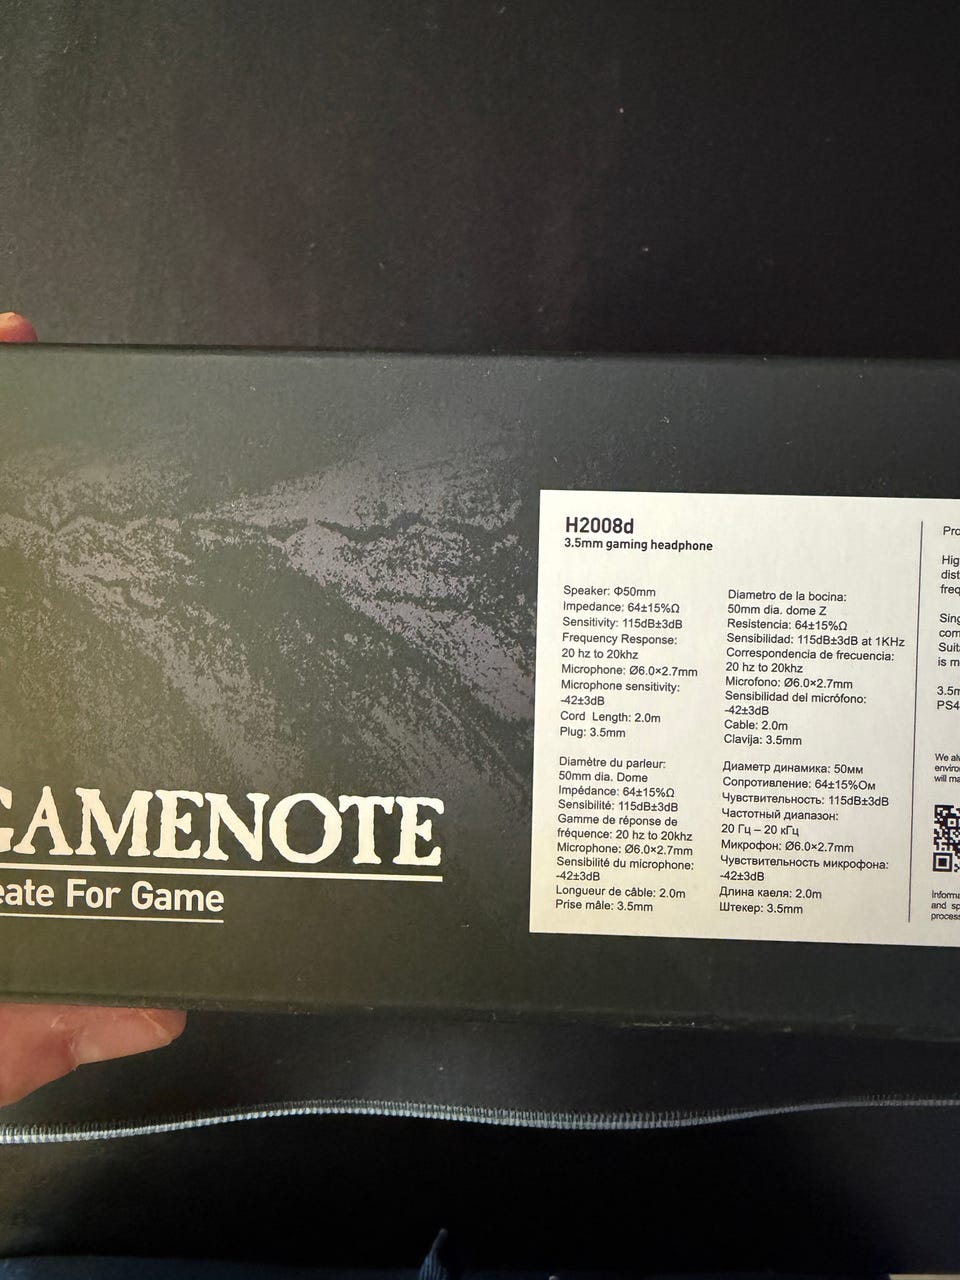 GAMENOTE
For Game
H2008d
3.5mm gaming headphone
Speaker: Φ50mm
Impedance: 64±15%Ω
Sensitivity: 115dB±3dB
Frequency Response:
20 hz to 20khz
Microphone: Ø6.0×2.7mm
Microphone sensitivity:
-42±3dB
Cord Length: 2.0m
Plug: 3.5mm
Diametro de la bocina:
50mm dia. dome Z
Resistencia: 64±15%Ω
Sensibilidad: 115dB±3dB at 1KHz
Correspondencia de frecuencia:
20 hz to 20khz
Microfono: Ø6.0×2.7mm
Sensibilidad del micrófono:
-42±3dB
Cable: 2.0m
Clavija: 3.5mm
Diamètre du parleur:
50mm dia. Dome
Impédance: 64±15%Ω
Sensibilité: 115dB±3dB
Gamme de réponse de
fréquence: 20 hz to 20khz
Microphone: Ø6.0×2.7mm
Sensibilité du microphone:
-42±3dB
Longueur de câble: 2.0m
Prise mâle: 3.5mm
Диаметр динамика: 50мм
Сопротивление: 64±15%Ом
Чувствительность: 115dB±3dB
Частотный диапазон:
20 Гц – 20 кГц
Микрофон: Ø6.0×2.7mm
Чувствительность микрофона:
-42±3dB
Длина каеля: 2.0m
Штекер: 3.5mm
is m
PS4
We
will
and